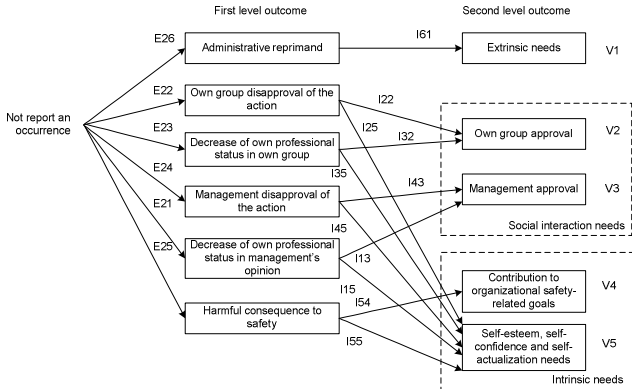 First level outcome
Second level outcome
E26
Administrative reprimand
I61
Extrinsic needs
V1
Not report an
occurrence
E22
Own group disapproval of the
action
I22
I25
Own group approval
V2
E23
Decrease of own professional
status in own group
I32
I35
E24
Management disapproval of
the action
I43
Management approval
V3
E21
I45
Social interaction needs
E25
Decrease of own professional
status in management's
opinion
I13
I15
Harmful consequence to
safety
I54
I55
Contribution to
organizational safety-
related goals
V4
Self-esteem, self-
confidence and self-
actualization needs
V5
Intrinsic needs